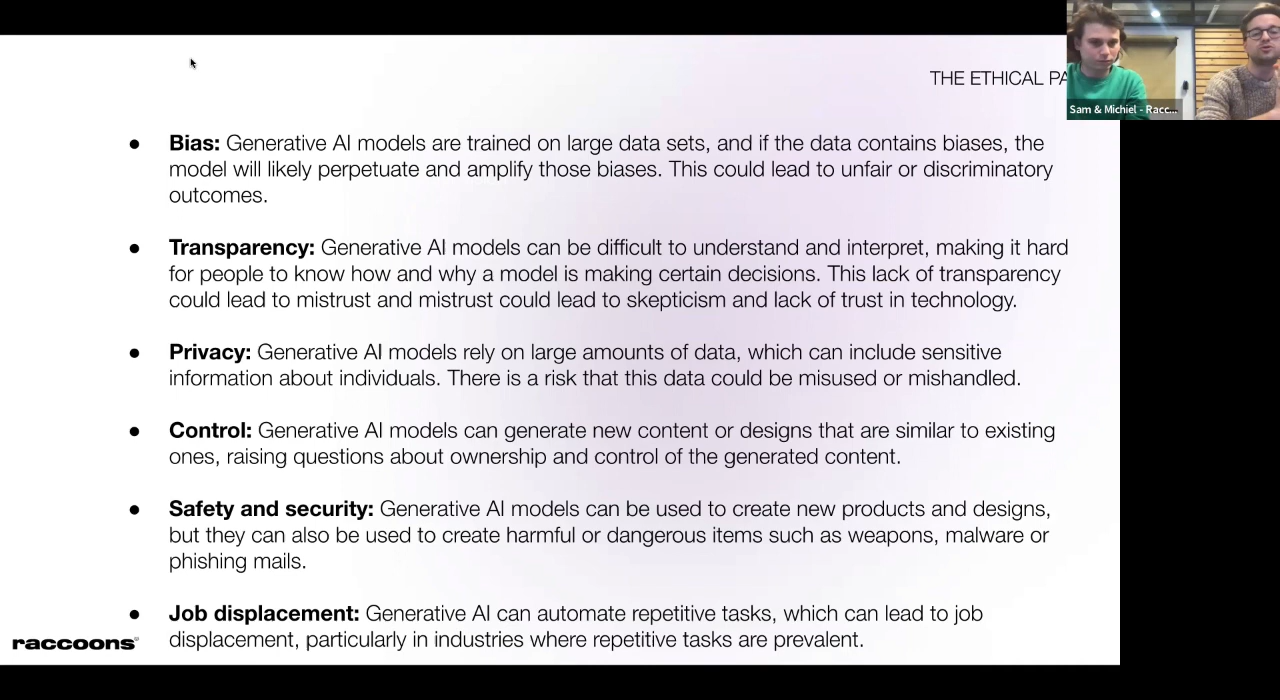 THE ETHICAL PA
Sam & Michiel - Racc...
● Bias: Generative AI models are trained on large data sets, and if the data contains biases, the
model will likely perpetuate and amplify those biases. This could lead to unfair or discriminatory
outcomes.
● Transparency: Generative AI models can be difficult to understand and interpret, making it hard
for people to know how and why a model is making certain decisions. This lack of transparency
could lead to mistrust and mistrust could lead to skepticism and lack of trust in technology.
● Privacy: Generative AI models rely on large amounts of data, which can include sensitive
information about individuals. There is a risk that this data could be misused or mishandled.
● Control: Generative AI models can generate new content or designs that are similar to existing
ones, raising questions about ownership and control of the generated content.
● Safety and security: Generative AI models can be used to create new products and designs,
but they can also be used to create harmful or dangerous items such as weapons, malware or
phishing mails.
● Job displacement: Generative AI can automate repetitive tasks, which can lead to job
displacement, particularly in industries where repetitive tasks are prevalent.
raccoons®